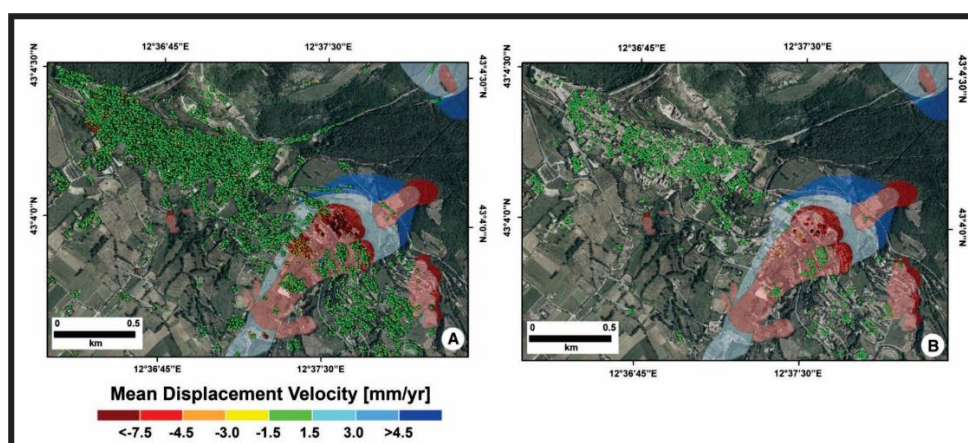 12°36'45"E 12°37'30"E 12°36'45"E 12°37'30"E
43°4'30"N 43°4'30"N 43°4'30"N 43°4'30"N
43°4'0"N 43°4'0"N 43°4'0"N 43°4'0"N
0 0.5 0 0.5
km A km B
12°36'45"E 12°37'30"E 12°36'45"E 12°37'30"E
Mean Displacement Velocity [mm/yr]
<-7.5 -4.5 -3.0 -1.5 1.5 3.0 >4.5